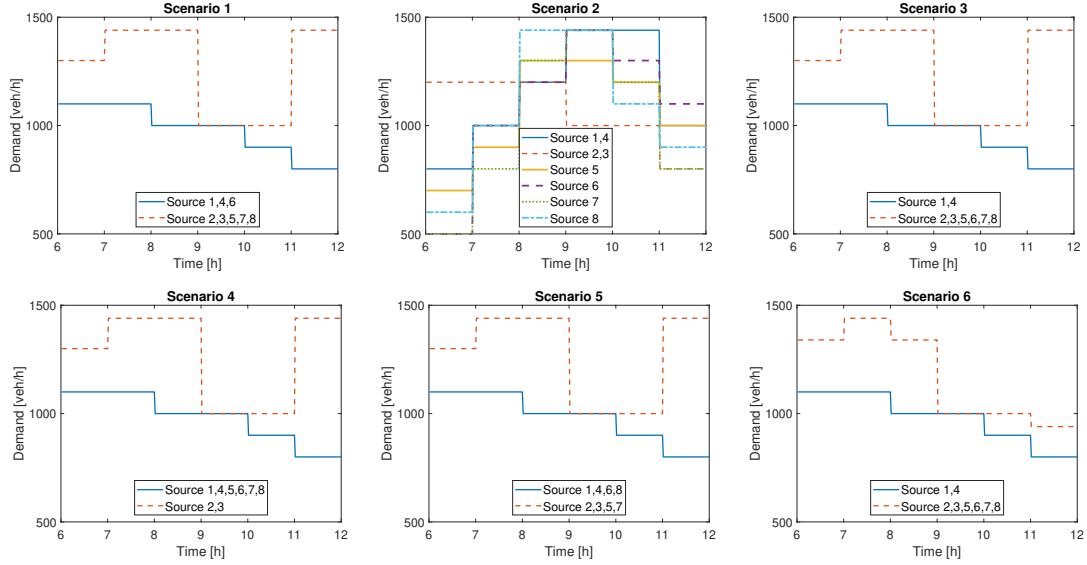 Scenario 1
1500
1000
500
Demand [veh/h]
Source 1,4,6
Source 2,3,5,7,8
6 7 8 9 10 11 12
Time [h]
Scenario 2
1500
1000
500
Demand [veh/h]
Source 1,4
Source 2,3
Source 5
Source 6
Source 7
Source 8
6 7 8 9 10 11 12
Time [h]
Scenario 3
1500
1000
500
Demand [veh/h]
Source 1,4
Source 2,3,5,6,7,8
6 7 8 9 10 11 12
Time [h]
Scenario 4
1500
1000
500
Demand [veh/h]
Source 1,4,5,6,7,8
Source 2,3
6 7 8 9 10 11 12
Time [h]
Scenario 5
1500
1000
500
Demand [veh/h]
Source 1,4,6,8
Source 2,3,5,7
6 7 8 9 10 11 12
Time [h]
Scenario 6
1500
1000
500
Demand [veh/h]
Source 1,4
Source 2,3,5,6,7,8
6 7 8 9 10 11 12
Time [h]